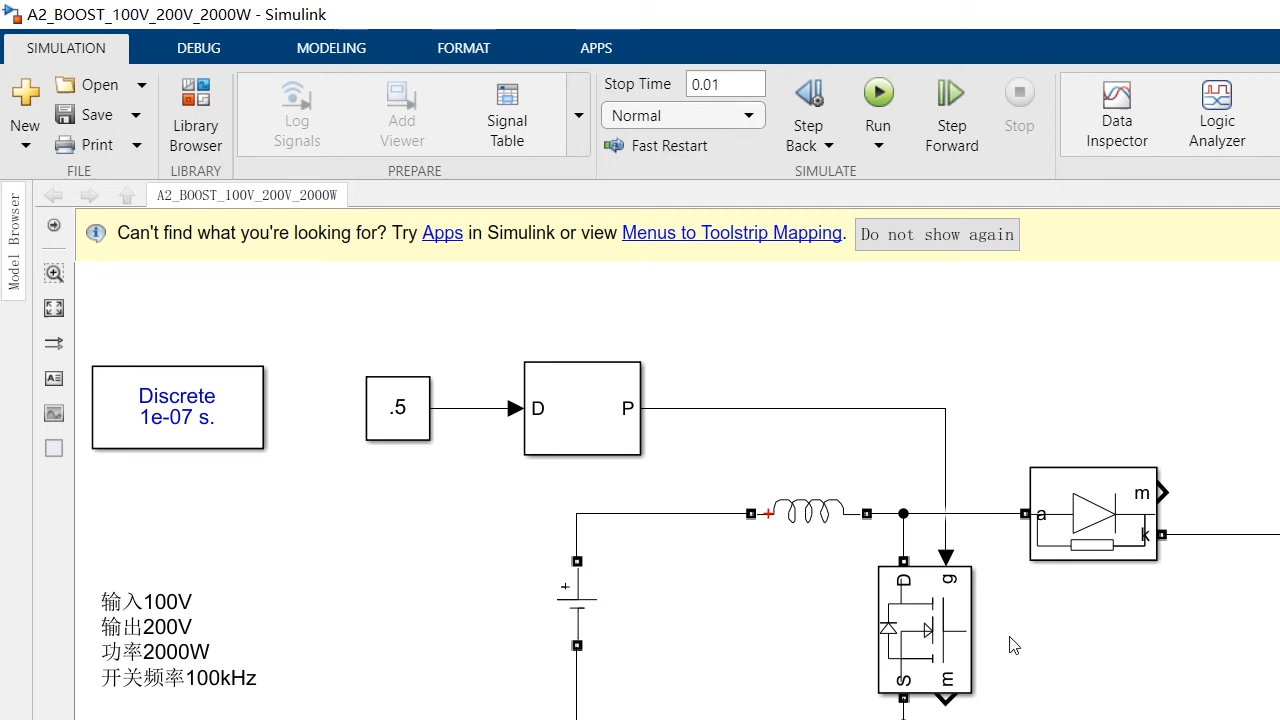 A2_BOOST_100V_200V_2000W - Simulink
SIMULATION DEBUG MODELING FORMAT APPS
New
Open
Save
Print
FILE
Library Browser
LIBRARY
Log Signals
Add Viewer
Signal Table
PREPARE
Stop Time 0.01
Normal
Fast Restart
Step Back
Run
Step Forward
Stop
SIMULATE
Data Inspector
Logic Analyzer
Model Browser
A2_BOOST_100V_200V_2000W
Can't find what you're looking for? Try Apps in Simulink or view Menus to Toolstrip Mapping. Do not show again
Discrete
1e-07 s.
.5
D P
+
m
a
k
D g
+
S m
输入100V
输出200V
功率2000W
开关频率100kHz